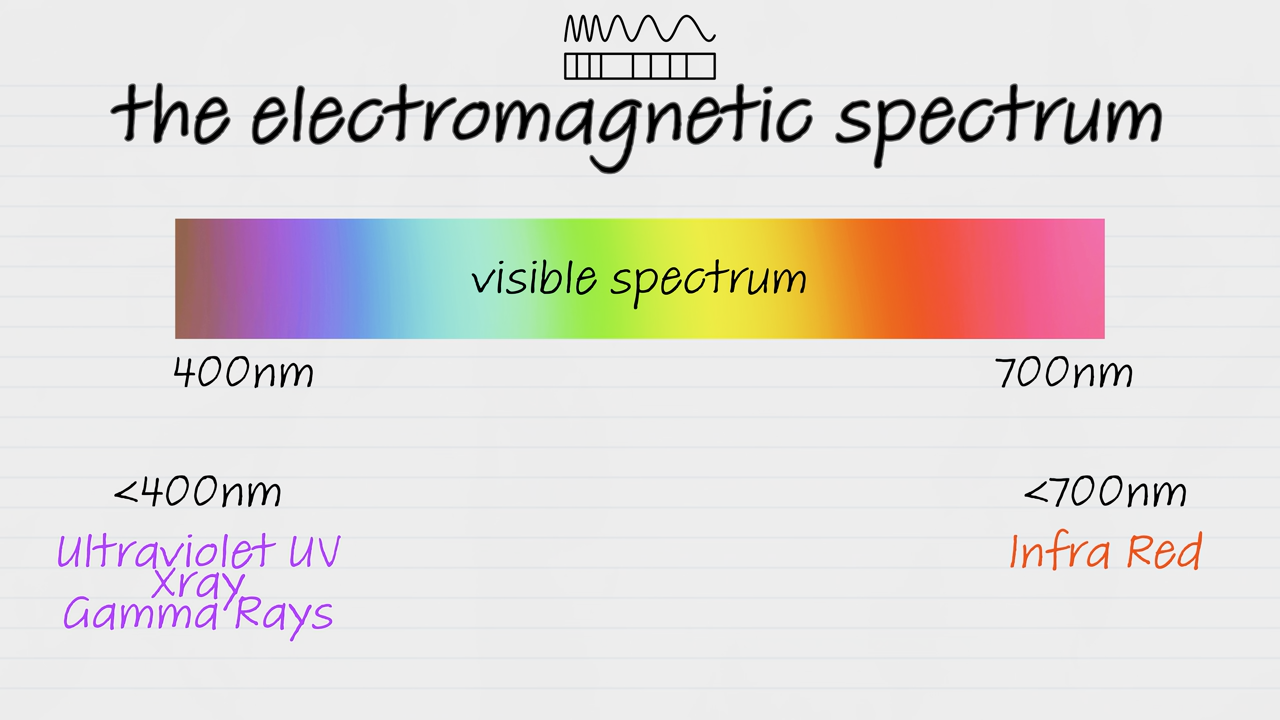 the electromagnetic spectrum
visible spectrum
400nm
700nm
<400nm
<700nm
Ultraviolet UV
Infra Red
Xray
Gamma Rays